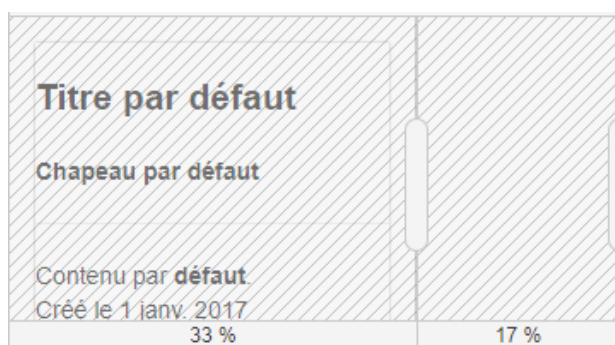 Titre par défaut
Chapeau par défaut
Contenu par défaut.
Créé le 1 janv. 2017
33 %
17 %